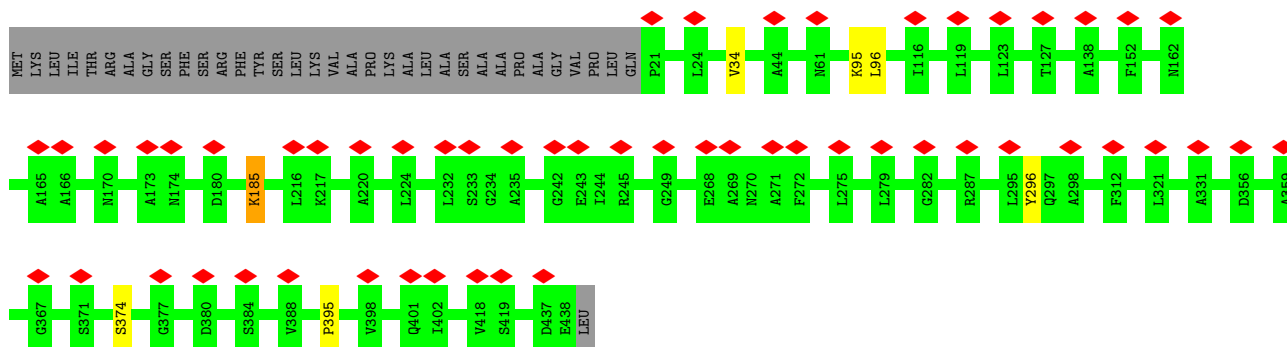 MET LYS LEU ILE THR ARG ALA GLY SER PHE SER ARG PHE TYR SER LEU LYS VAL ALA PRO LYS ALA LEU ALA SER ALA ALA PRO ALA GLY VAL PRO LEU GLN P21 L24 V34 A44 N61 K95 L96 I116 L119 L123 T127 A138 F152 N162
A165 A166 N170 A173 N174 D180 K185 L216 K217 A220 L224 L232 S233 G234 A235 G242 E243 I244 R245 G249 E268 A269 N270 A271 F272 L275 L279 G282 R287 L295 Y296 Q297 A298 F312 L321 A331 D356 A359
G367 S371 S374 G377 D380 S384 V388 P395 V398 Q401 I402 V418 S419 D437 E438 LEU